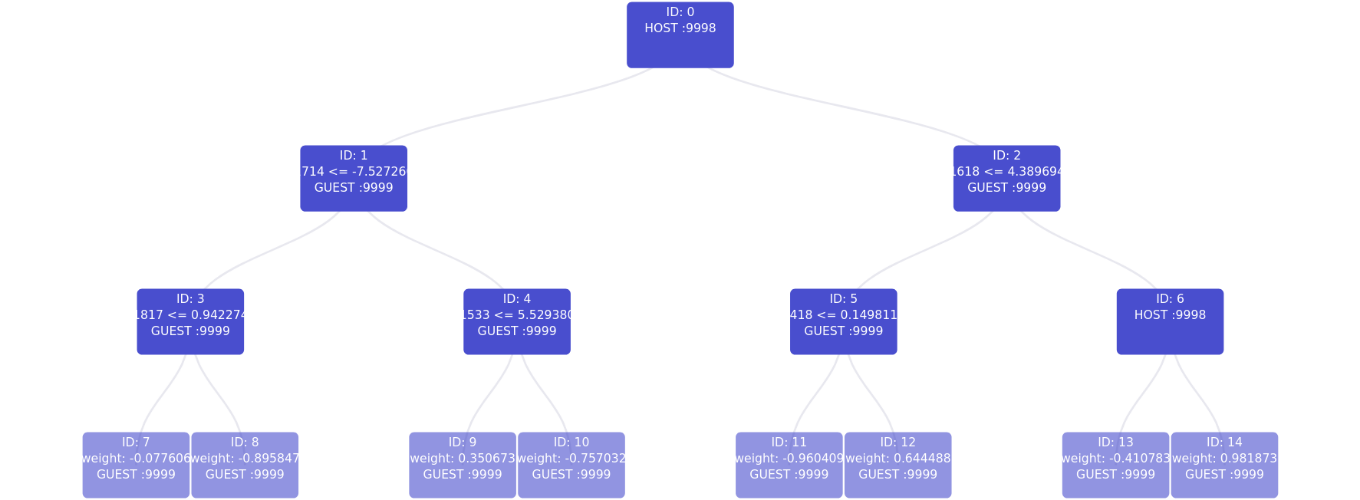 ID: 0
HOST :9998
ID: 1
714 <= -7.527260
GUEST :9999
ID: 2
1618 <= 4.389694
GUEST :9999
ID: 3
1817 <= 0.942274
GUEST :9999
ID: 4
1533 <= 5.529380
GUEST :9999
ID: 5
418 <= 0.149811
GUEST :9999
ID: 6
HOST :9998
ID: 7
weight: -0.077606
GUEST :9999
ID: 8
weight: -0.895847
GUEST :9999
ID: 9
weight: 0.350673
GUEST :9999
ID: 10
weight: -0.757032
GUEST :9999
ID: 11
weight: -0.960409
GUEST :9999
ID: 12
weight: 0.644488
GUEST :9999
ID: 13
weight: -0.410783
GUEST :9999
ID: 14
weight: 0.981873
GUEST :9999